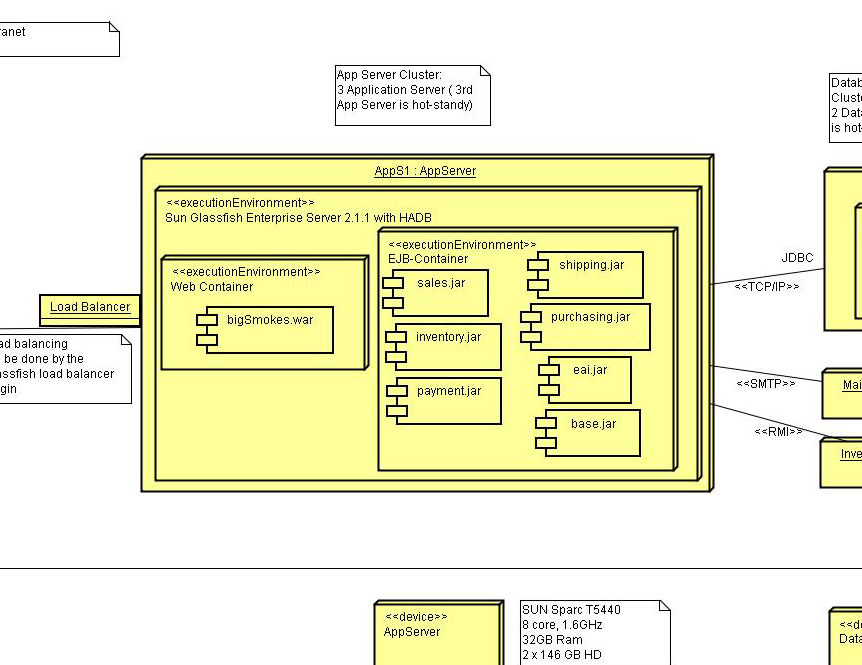 ranet
App Server Cluster:
3 Application Server ( 3rd
App Server is hot-standy)
Datab
Cluste
2 Data
is hot
AppS1 : AppServer
<<executionEnvironment>>
Sun Glassfish Enterprise Server 2.1.1 with HADB
<<executionEnvironment>>
EJB-Container
<<executionEnvironment>>
Web Container
bigSmokes.war
sales.jar
shipping.jar
inventory.jar
purchasing.jar
payment.jar
eai.jar
base.jar
JDBC
<<TCP/IP>>
<<SMTP>>
<<RMI>>
Mai
Inve
Load Balancer
ad balancing
be done by the
assfish load balancer
gin
<<device>>
AppServer
SUN Sparc T5440
8 core, 1.6GHz
32GB Ram
2 x 146 GB HD
<<de
Data